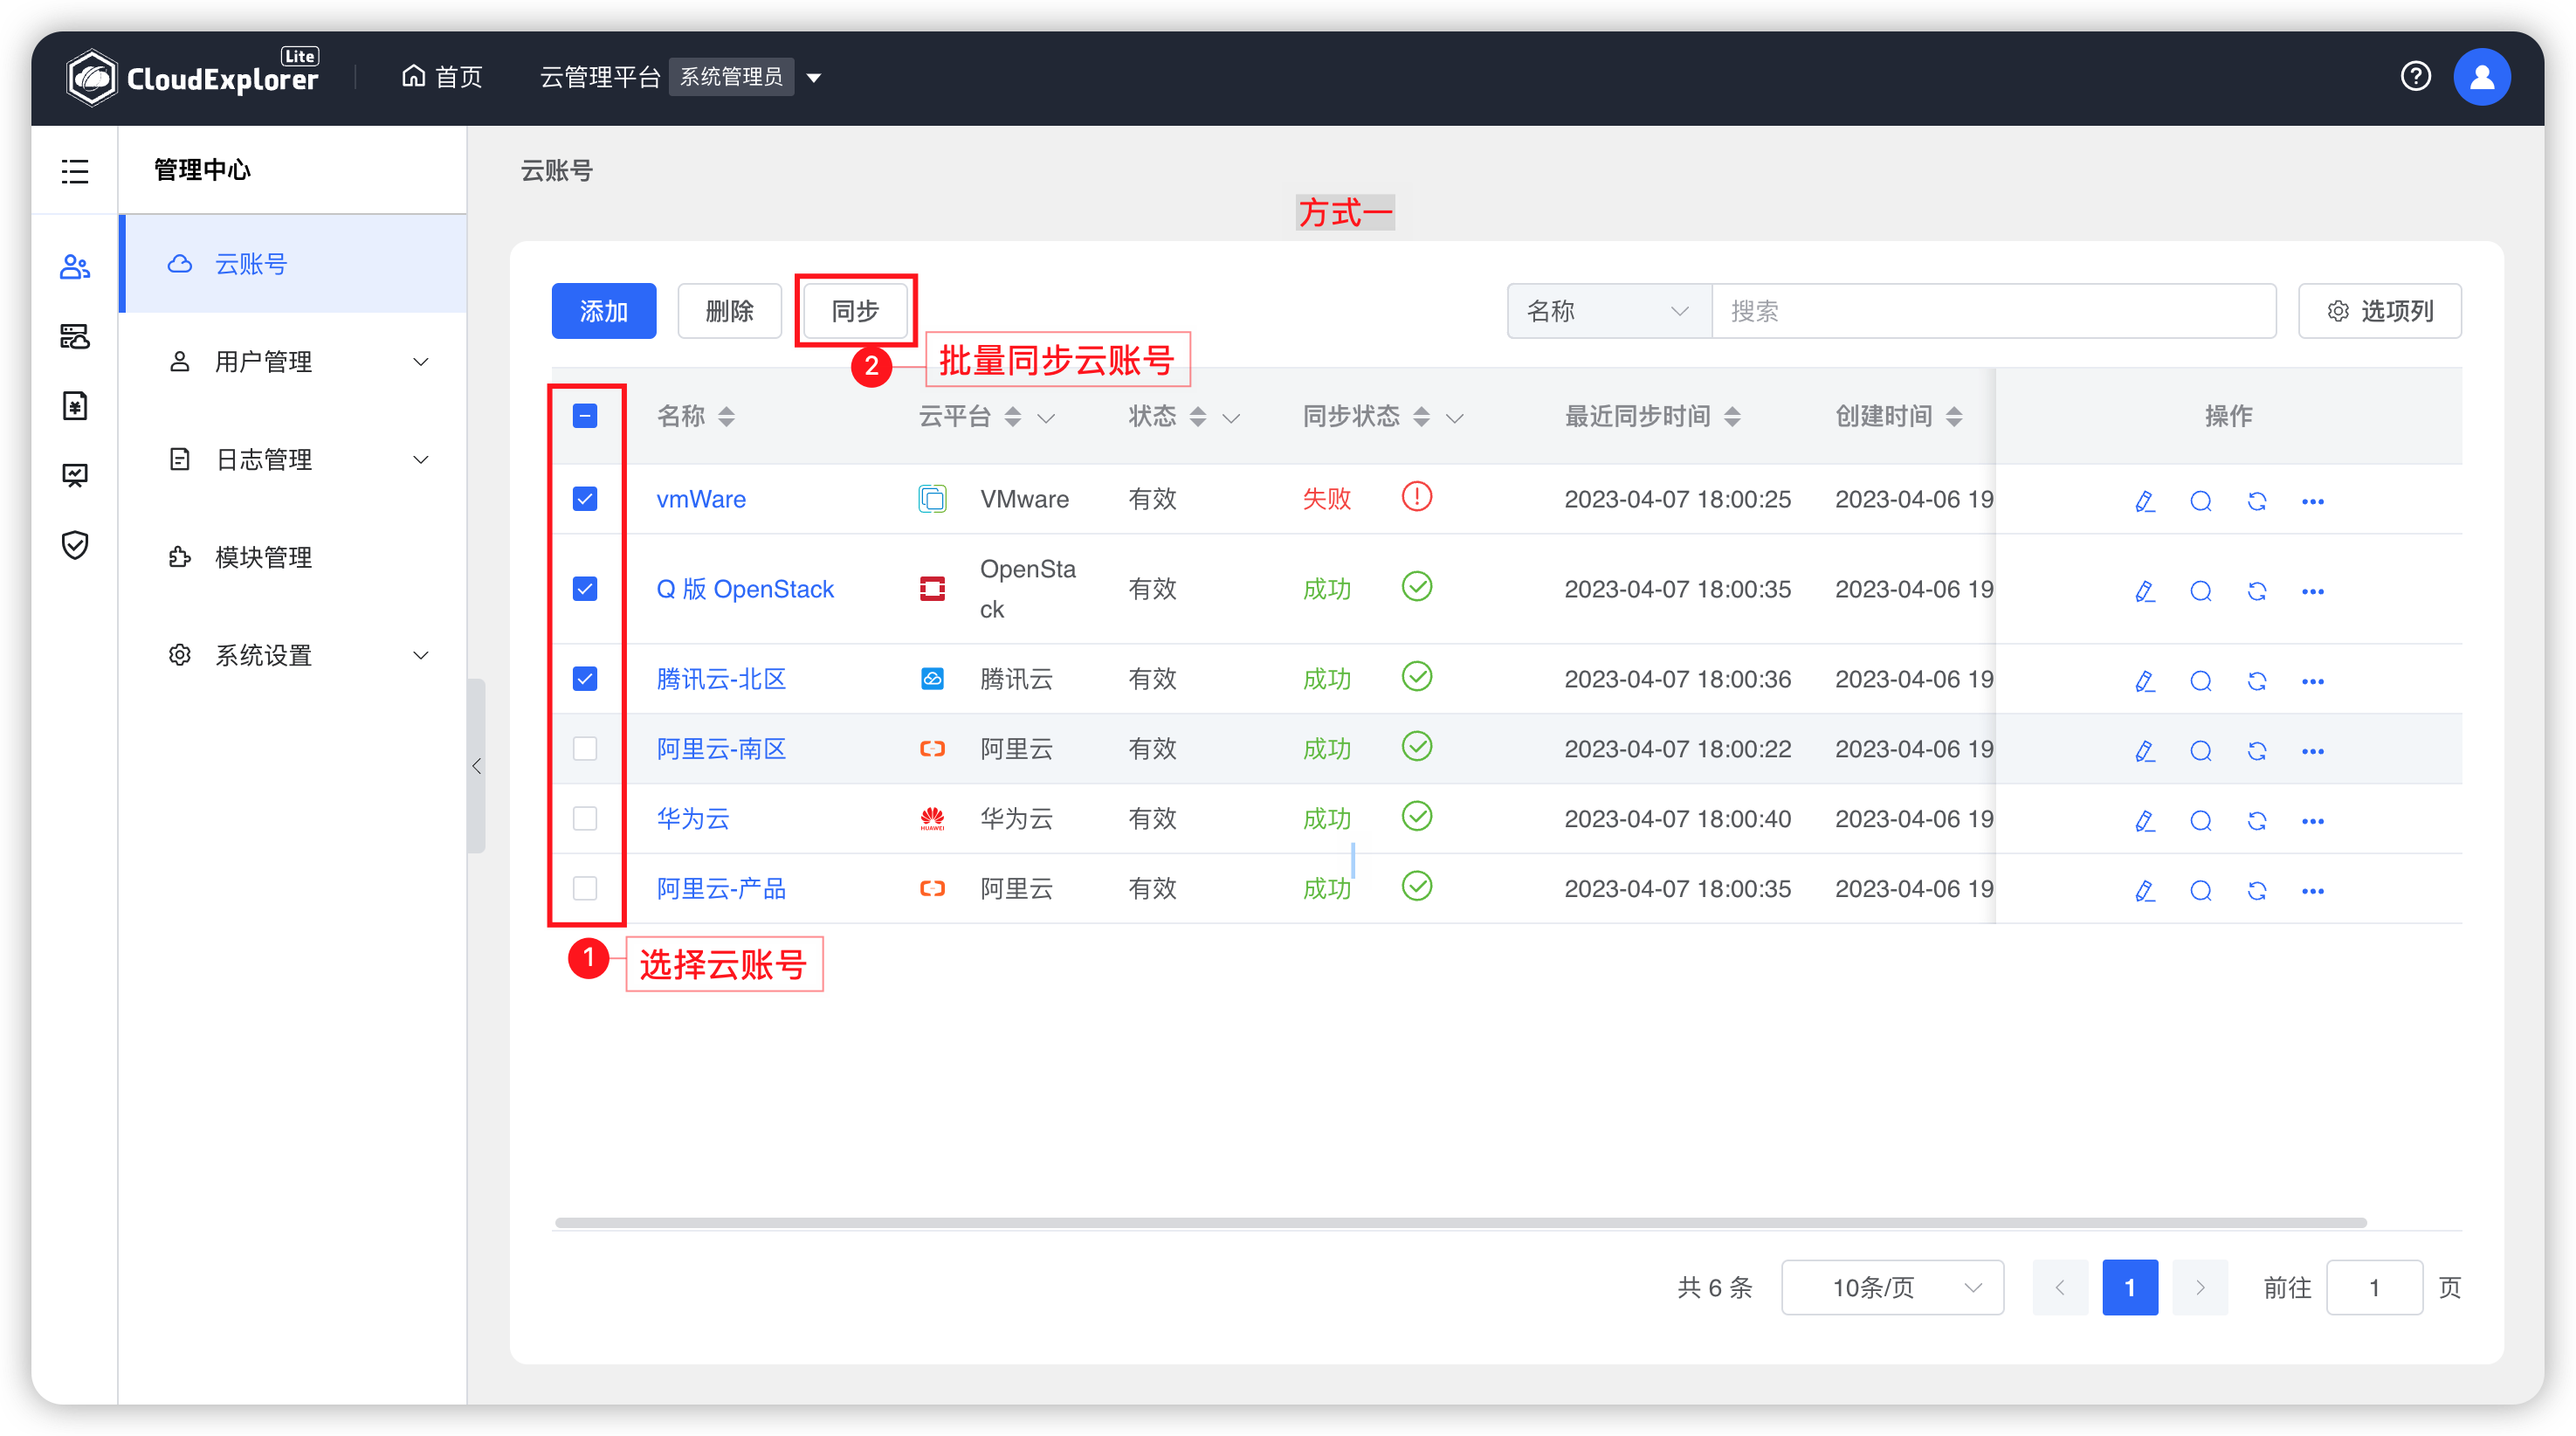 CloudExplorer Lite
首页
云管理平台 系统管理员
管理中心
云账号
用户管理
日志管理
模块管理
系统设置
云账号
方式一
添加 删除 同步
名称 搜索 选项列
2 批量同步云账号
名称 云平台 状态 同步状态 最近同步时间 创建时间 操作
vmWare VMware 有效 失败 2023-04-07 18:00:25 2023-04-06 19
Q 版 OpenStack OpenSta
ck 有效 成功 2023-04-07 18:00:35 2023-04-06 19
腾讯云-北区 腾讯云 有效 成功 2023-04-07 18:00:36 2023-04-06 19
阿里云-南区 阿里云 有效 成功 2023-04-07 18:00:22 2023-04-06 19
华为云 HUAWEI 华为云 有效 成功 2023-04-07 18:00:40 2023-04-06 19
阿里云-产品 阿里云 有效 成功 2023-04-07 18:00:35 2023-04-06 19
1 选择云账号
共 6 条 10条/页 1 前往 1 页